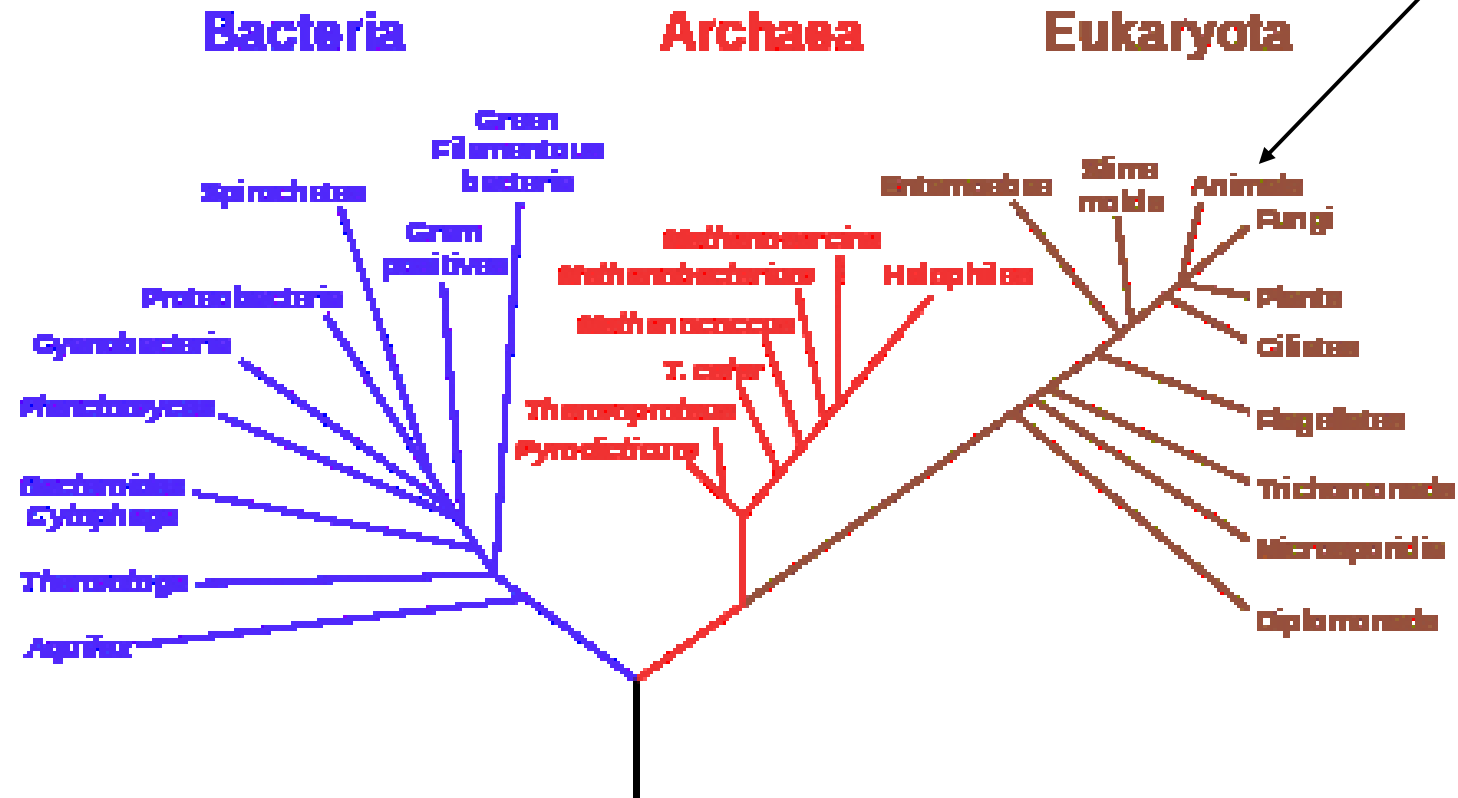 Bacteria
Archaea
Eukaryota
Green
Filamentous
bacteria
Spirochetes
Gram
positives
Proteobacteria
Cyanobacteria
Planctomyces
Bacteroides
Cytophaga
Thermotoga
Aquifex
Methanosarcina
Methanobacterium
Halophiles
Methanococcus
T. celer
Thermoproteus
Pyrodicticum
Entamoebae
Slime
molds
Animals
Fungi
Plants
Ciliates
Flagellates
Trichomonads
Microsporidia
Diplomonads